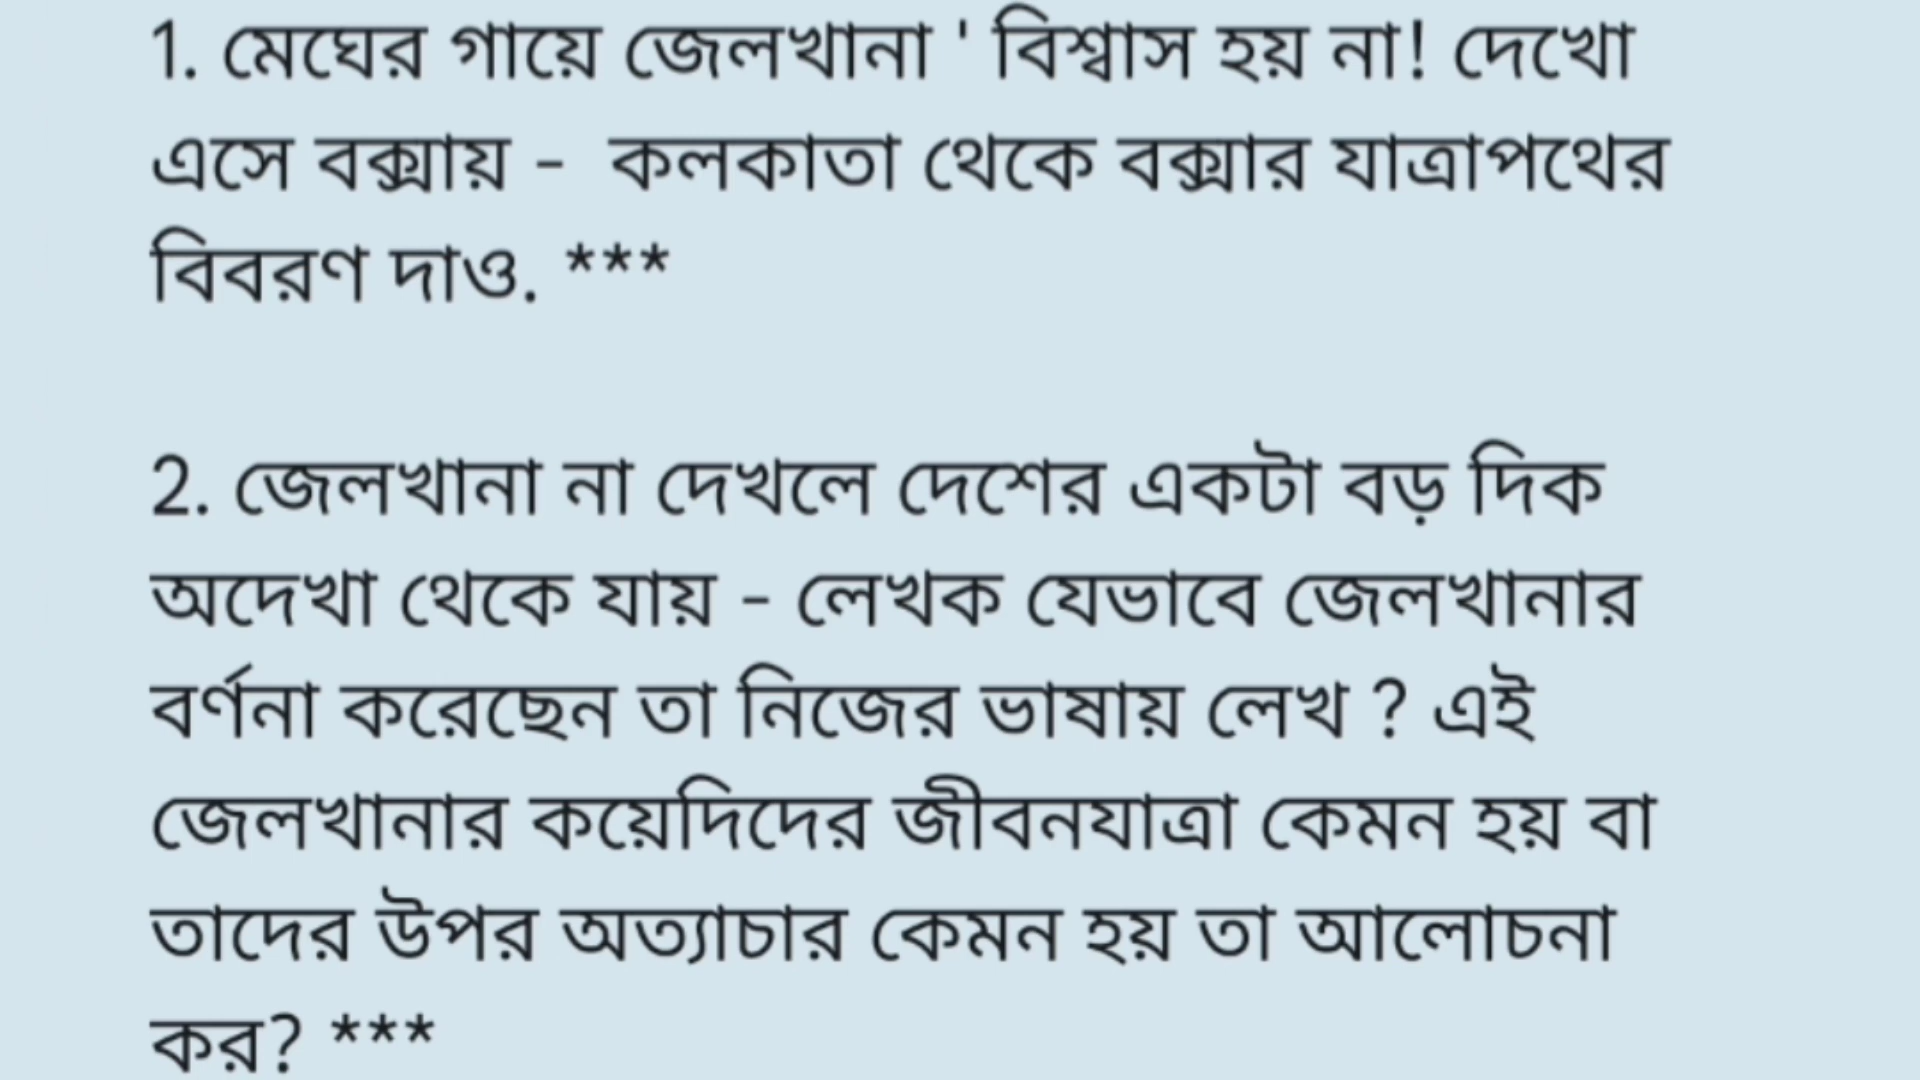 1. মেঘের গায়ে জেলখানা ' বিশ্বাস হয় না! দেখো
এসে বক্সায় - কলকাতা থেকে বক্সার যাত্রাপথের
বিবরণ দাও. ***
2. জেলখানা না দেখলে দেশের একটা বড় দিক
অদেখা থেকে যায় - লেখক যেভাবে জেলখানার
বর্ণনা করেছেন তা নিজের ভাষায় লেখ ? এই
জেলখানার কয়েদিদের জীবনযাত্রা কেমন হয় বা
তাদের উপর অত্যাচার কেমন হয় তা আলোচনা
কর? ***